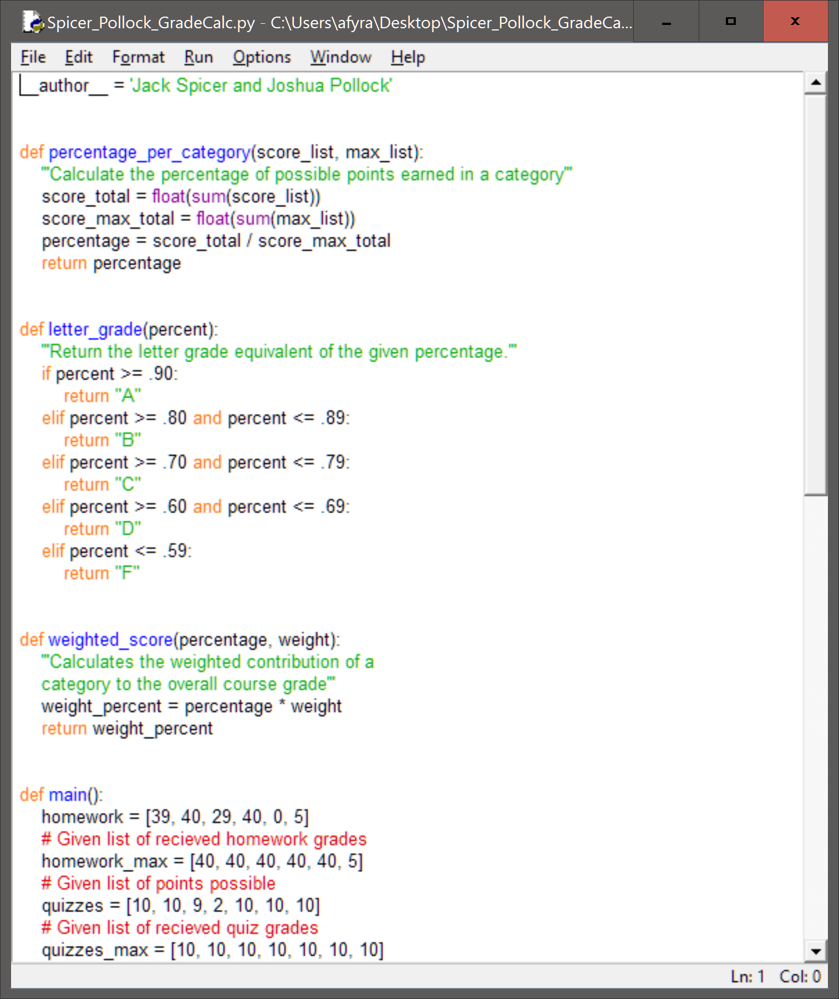 Spicer_Pollock_GradeCalc.py - C:\Users\afyra\Desktop\Spicer_Pollock_GradeCa...
File Edit Format Run Options Window Help
__author__ = 'Jack Spicer and Joshua Pollock'
def percentage_per_category(score_list, max_list):
    '''Calculate the percentage of possible points earned in a category'''
    score_total = float(sum(score_list))
    score_max_total = float(sum(max_list))
    percentage = score_total / score_max_total
    return percentage
def letter_grade(percent):
    '''Return the letter grade equivalent of the given percentage.'''
    if percent >= .90:
        return "A"
    elif percent >= .80 and percent <= .89:
        return "B"
    elif percent >= .70 and percent <= .79:
        return "C"
    elif percent >= .60 and percent <= .69:
        return "D"
    elif percent <= .59:
        return "F"
def weighted_score(percentage, weight):
    '''Calculates the weighted contribution of a
    category to the overall course grade'''
    weight_percent = percentage * weight
    return weight_percent
def main():
    homework = [39, 40, 29, 40, 0, 5]
    # Given list of recieved homework grades
    homework_max = [40, 40, 40, 40, 40, 5]
    # Given list of points possible
    quizzes = [10, 10, 9, 2, 10, 10, 10]
    # Given list of recieved quiz grades
    quizzes_max = [10, 10, 10, 10, 10, 10, 10]
Ln: 1 Col: 0